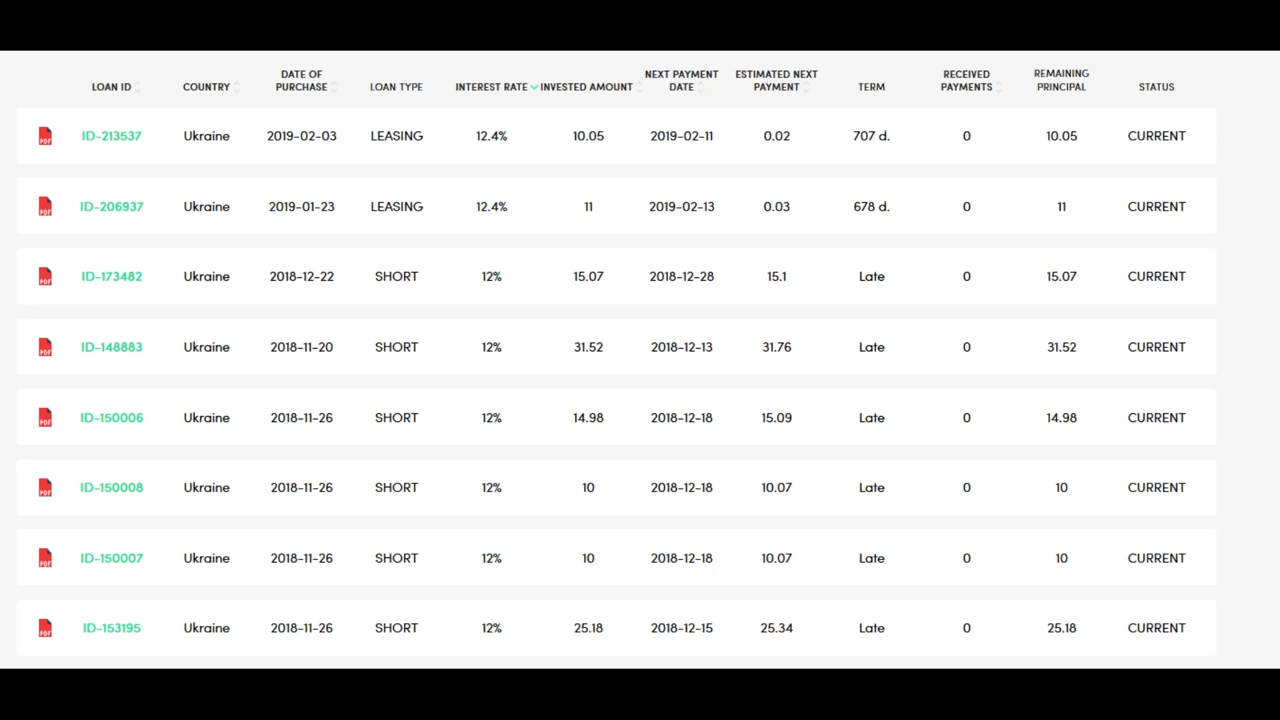 LOAN ID COUNTRY DATE OF PURCHASE LOAN TYPE INTEREST RATE INVESTED AMOUNT NEXT PAYMENT DATE ESTIMATED NEXT PAYMENT TERM RECEIVED PAYMENTS REMAINING PRINCIPAL STATUS
PDF ID-213537 Ukraine 2019-02-03 LEASING 12.4% 10.05 2019-02-11 0.02 707 d. 0 10.05 CURRENT
PDF ID-206937 Ukraine 2019-01-23 LEASING 12.4% 11 2019-02-13 0.03 678 d. 0 11 CURRENT
PDF ID-173482 Ukraine 2018-12-22 SHORT 12% 15.07 2018-12-28 15.1 Late 0 15.07 CURRENT
PDF ID-148883 Ukraine 2018-11-20 SHORT 12% 31.52 2018-12-13 31.76 Late 0 31.52 CURRENT
PDF ID-150006 Ukraine 2018-11-26 SHORT 12% 14.98 2018-12-18 15.09 Late 0 14.98 CURRENT
PDF ID-150008 Ukraine 2018-11-26 SHORT 12% 10 2018-12-18 10.07 Late 0 10 CURRENT
PDF ID-150007 Ukraine 2018-11-26 SHORT 12% 10 2018-12-18 10.07 Late 0 10 CURRENT
PDF ID-153195 Ukraine 2018-11-26 SHORT 12% 25.18 2018-12-15 25.34 Late 0 25.18 CURRENT